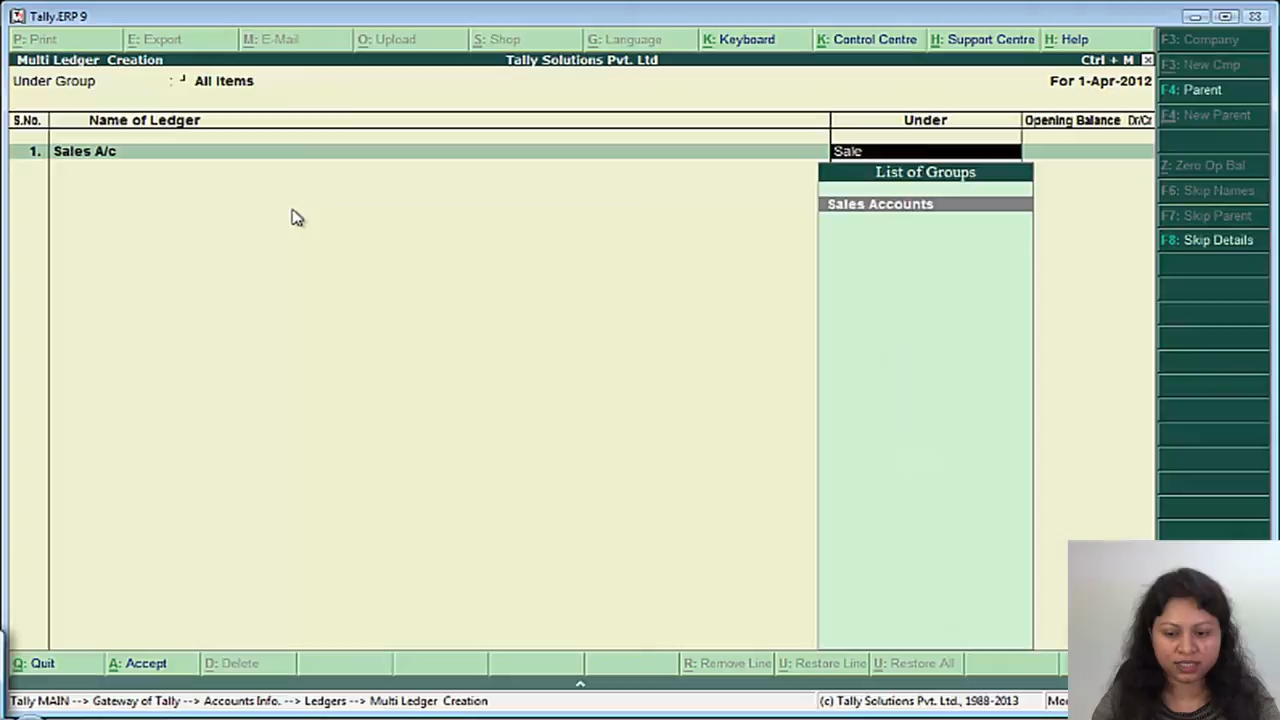 Tally.ERP 9
P: Print E: Export M: E-Mail O: Upload S: Shop G: Language K: Keyboard K: Control Centre H: Support Centre H: Help
Multi Ledger Creation Tally Solutions Pvt. Ltd Ctrl + M
Under Group : All Items For 1-Apr-2012
S.No. Name of Ledger Under Opening Balance Dr/Cr
1. Sales A/c Sale
List of Groups
Sales Accounts
F3: Company
F3: New Cmp
F4: Parent
F4: New Parent
Z: Zero Op Bal
F6: Skip Names
F7: Skip Parent
F8: Skip Details
Q: Quit A: Accept D: Delete R: Remove Line U: Restore Line U: Restore All
Tally MAIN --> Gateway of Tally --> Accounts Info. --> Ledgers --> Multi Ledger Creation (c) Tally Solutions Pvt. Ltd., 1988-2013